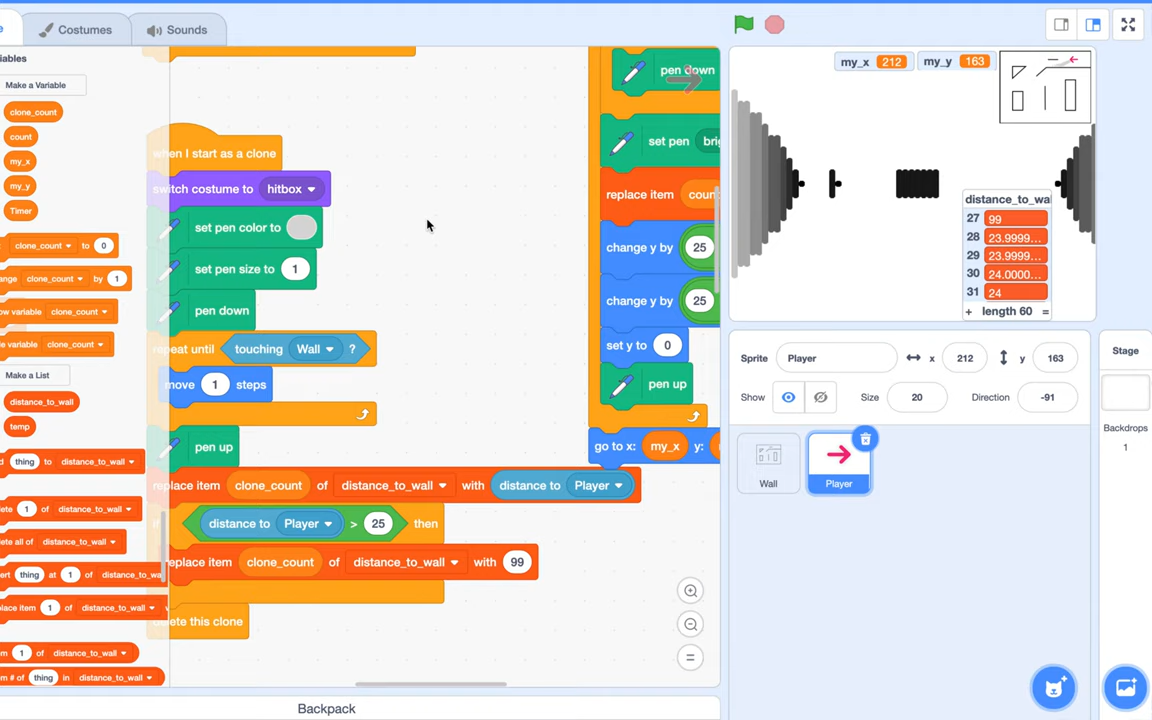 Costumes
Sounds
Make a Variable
clone_count
count
my_x
my_y
Timer
clone_count to 0
clone_count by 1
clone_count
clone_count
Make a List
distance_to_wall
temp
thing to distance_to_wall
1 of distance_to_wall
all of distance_to_wall
thing at 1 of
1 of distance_to_wall
of distance_to_wall
# of thing in distance_to_wall
when I start as a clone
switch costume to hitbox
set pen color to
set pen size to 1
pen down
repeat until touching Wall ?
move 1 steps
pen up
replace item clone_count of distance_to_wall with distance to Player
distance to Player > 25 then
replace item clone_count of distance_to_wall with 99
delete this clone
pen down
set pen
replace item
change y by 25
change y by 25
set y to 0
pen up
go to x: my_x y:
Backpack
my_x 212
my_y 163
27 99
28 23.9999...
29 23.9999...
30 24.0000...
31 24
+ length 60 =
Sprite Player x 212 y 163
Show Size 20 Direction -91
Wall
Player
Stage
Backdrops
1